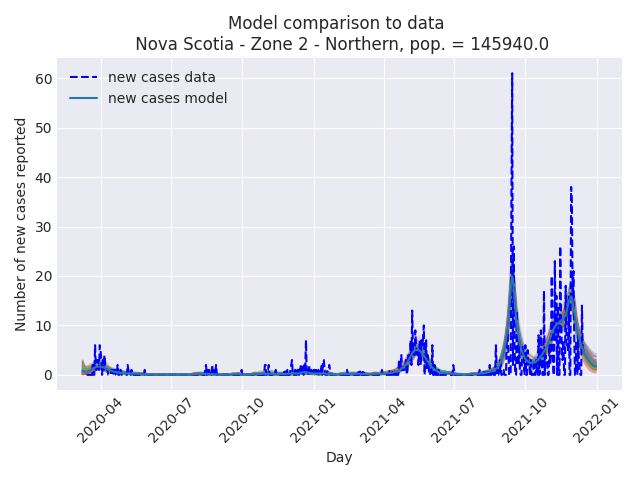 Model comparison to data
Nova Scotia - Zone 2 - Northern, pop. = 145940.0
new cases data
new cases model
Number of new cases reported
60
50
40
30
20
10
0
2020-04
2020-07
2020-10
2021-01
2021-04
2021-07
2021-10
2022-01
Day